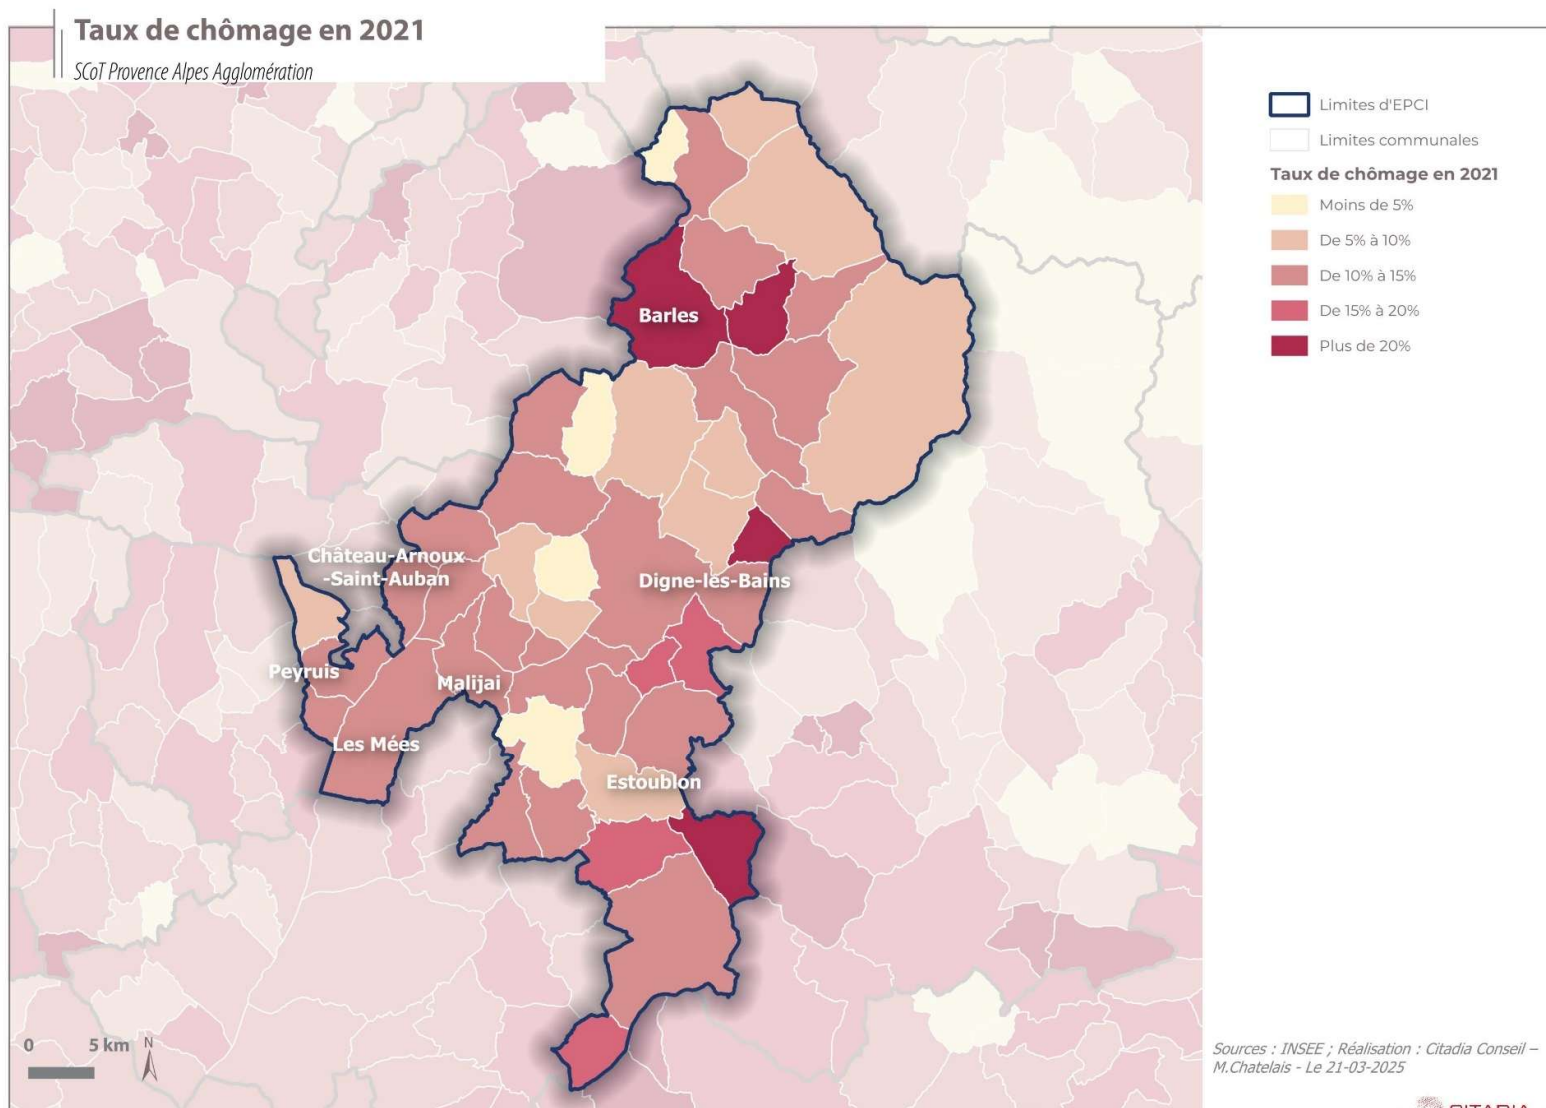 Taux de chômage en 2021
SCoT Provence Alpes Agglomération
Limites d'EPCI
Limites communales
Taux de chômage en 2021
Moins de 5%
De 5% à 10%
De 10% à 15%
De 15% à 20%
Plus de 20%
Barles
Château-Arnoux
-Saint-Auban
Digne-les-Bains
Peyruis
Malijai
Les Mées
Estoublon
0 5 km N
Sources : INSEE ; Réalisation : Citadia Conseil –
M.Chatelais - Le 21-03-2025
CITADIA